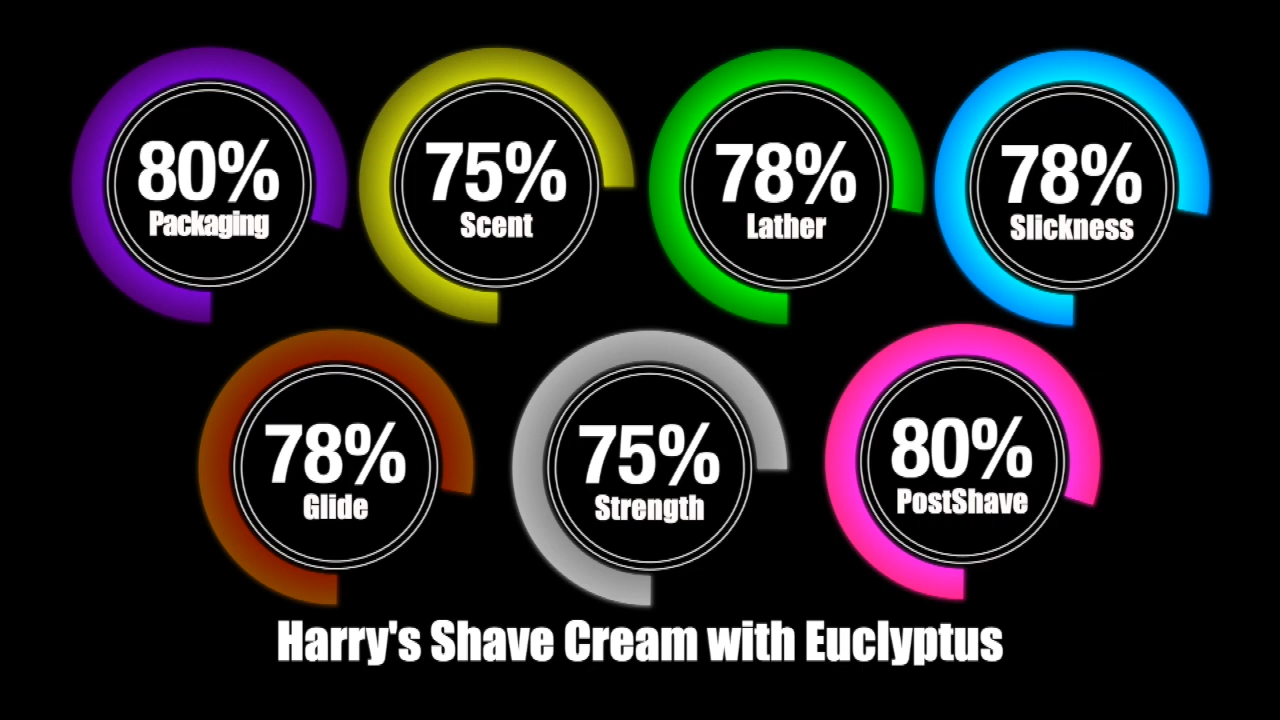 80%
Packaging
75%
Scent
78%
Lather
78%
Slickness
78%
Glide
75%
Strength
80%
PostShave
Harry's Shave Cream with Euclyptus